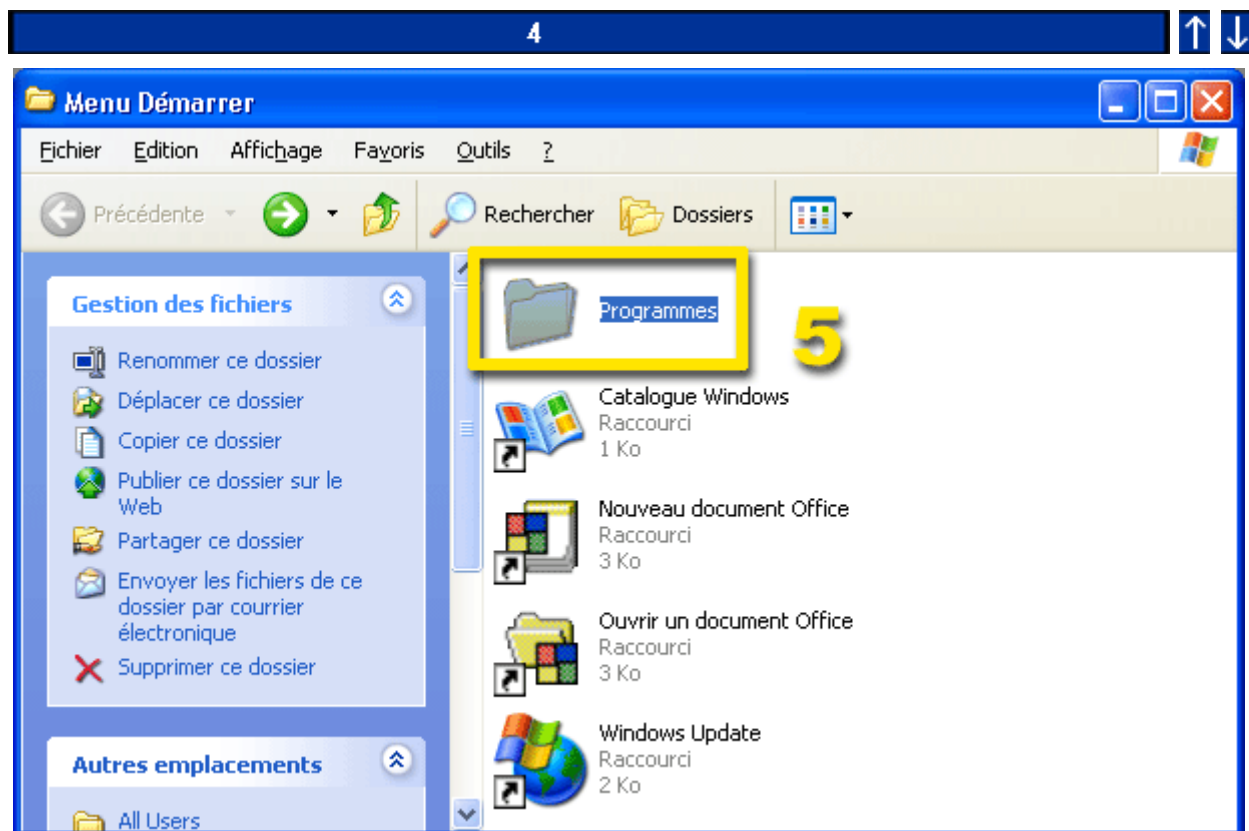 4
↑ ↓
Menu Démarrer
Fichier Edition Affichage Favoris Outils ?
Précédente Rechercher Dossiers
Gestion des fichiers
Renommer ce dossier
Déplacer ce dossier
Copier ce dossier
Publier ce dossier sur le
Web
Partager ce dossier
Envoyer les fichiers de ce
dossier par courrier
électronique
Supprimer ce dossier
Autres emplacements
All Users
Programmes
5
Catalogue Windows
Raccourci
1 Ko
Nouveau document Office
Raccourci
3 Ko
Ouvrir un document Office
Raccourci
3 Ko
Windows Update
Raccourci
2 Ko